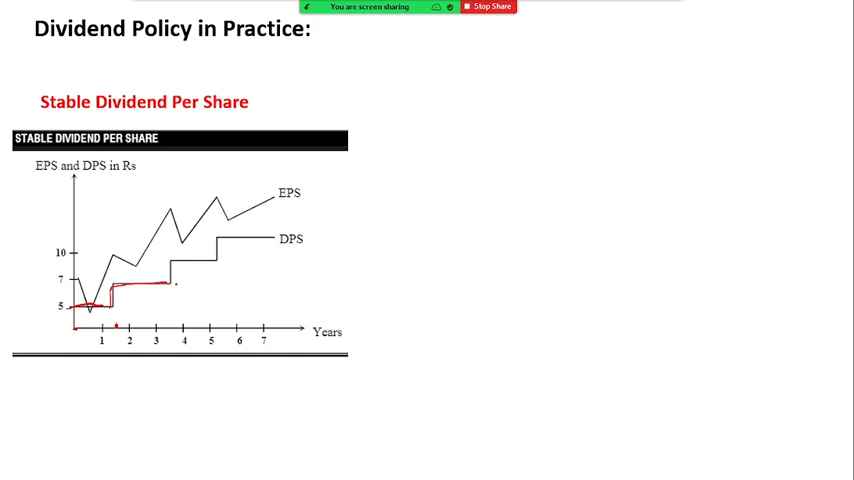 You are screen sharing
Stop Share
Dividend Policy in Practice:
Stable Dividend Per Share
STABLE DIVIDEND PER SHARE
EPS and DPS in Rs
EPS
DPS
10
7
5
Years
1 2 3 4 5 6 7